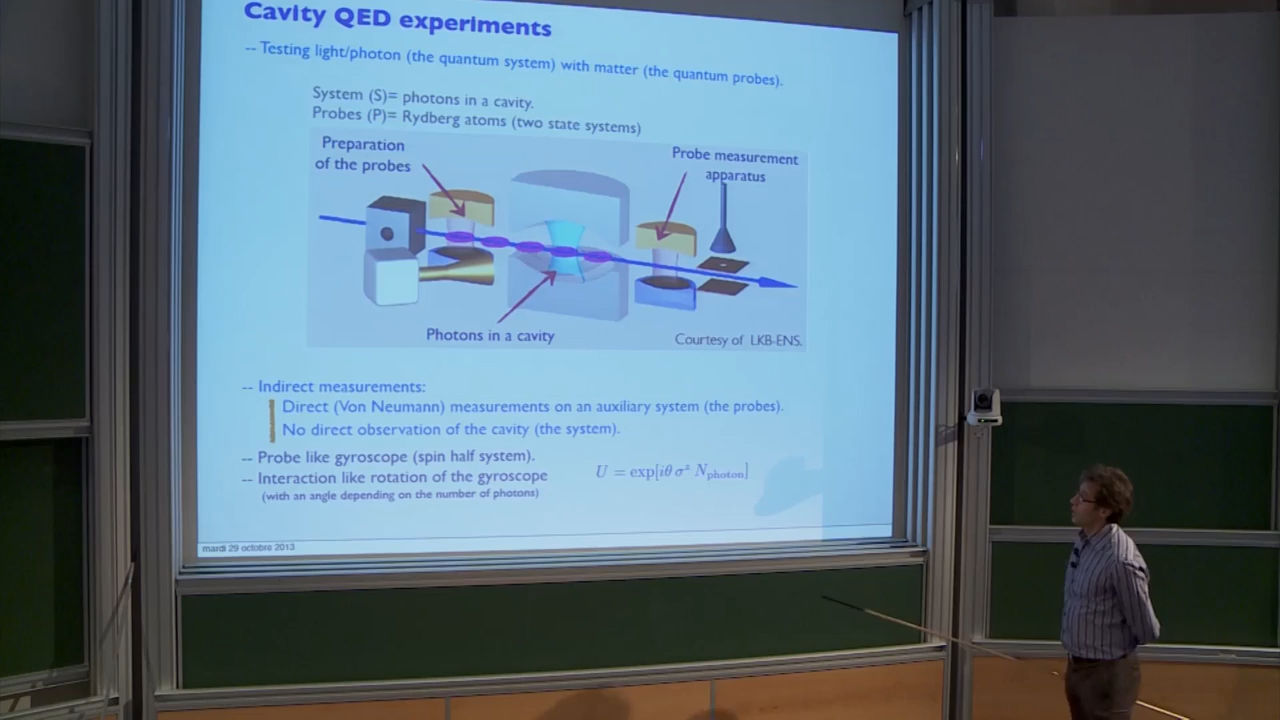 Cavity QED experiments
-- Testing light/photon (the quantum system) with matter (the quantum probes).
System (S)= photons in a cavity.
Probes (P)= Rydberg atoms (two state systems)
Preparation
of the probes
Probe measurement
apparatus
Photons in a cavity
Courtesy of LKB-ENS.
-- Indirect measurements:
Direct (Von Neumann) measurements on an auxiliary system (the probes).
No direct observation of the cavity (the system).
-- Probe like gyroscope (spin half system).
-- Interaction like rotation of the gyroscope
(with an angle depending on the number of photons)
U = exp[iθ σᶻ N_photon]
mardi 29 octobre 2013